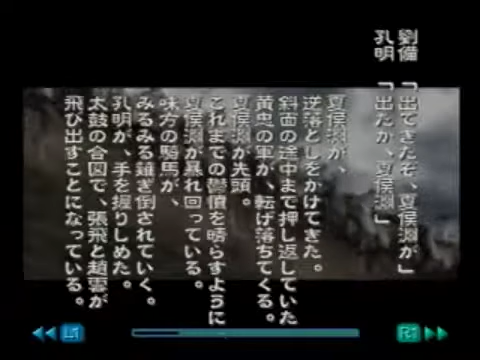 劉備「出てきたぞ、夏侯淵が」
孔明「出たか、夏侯淵」
夏侯淵が、
逆落としをかけてきた。
斜面の途中まで押し返していた
黄忠の軍が、転げ落ちてくる。
夏侯淵が先頭。
これまでの鬱憤を晴らすように
夏侯淵が暴れ回っている。
味方の騎馬が、
みるみる薙ぎ倒されていく。
孔明が、手を握りしめた。
太鼓の合図で、張飛と趙雲が
飛び出すことになっている。
L1
R1